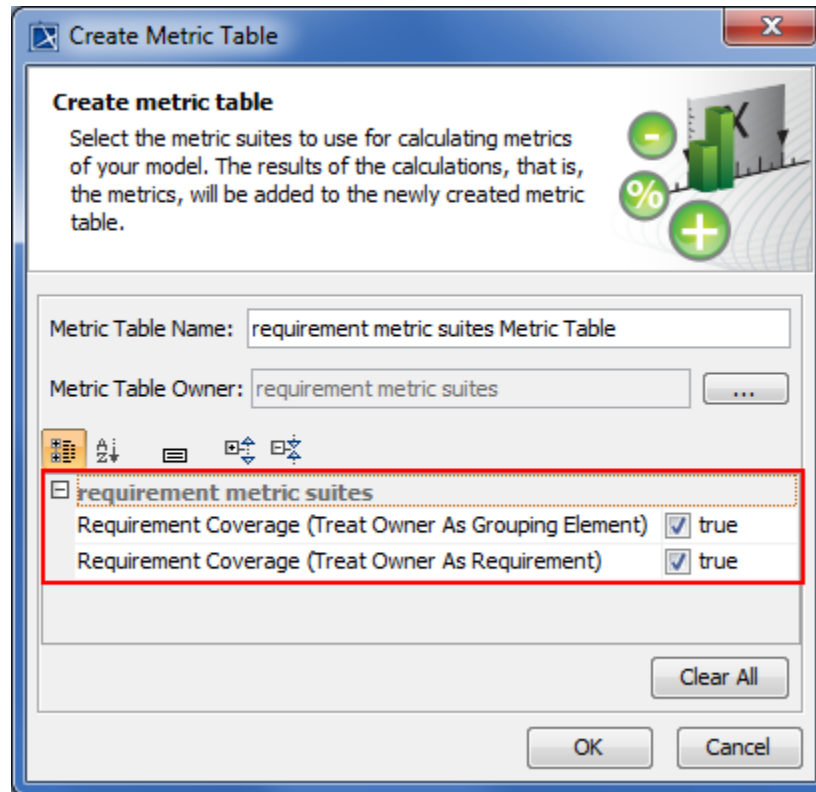 Create Metric Table
Create metric table
Select the metric suites to use for calculating metrics
of your model. The results of the calculations, that is,
the metrics, will be added to the newly created metric
table.
Metric Table Name: requirement metric suites Metric Table
Metric Table Owner: requirement metric suites ...
requirement metric suites
Requirement Coverage (Treat Owner As Grouping Element) true
Requirement Coverage (Treat Owner As Requirement) true
Clear All
OK Cancel